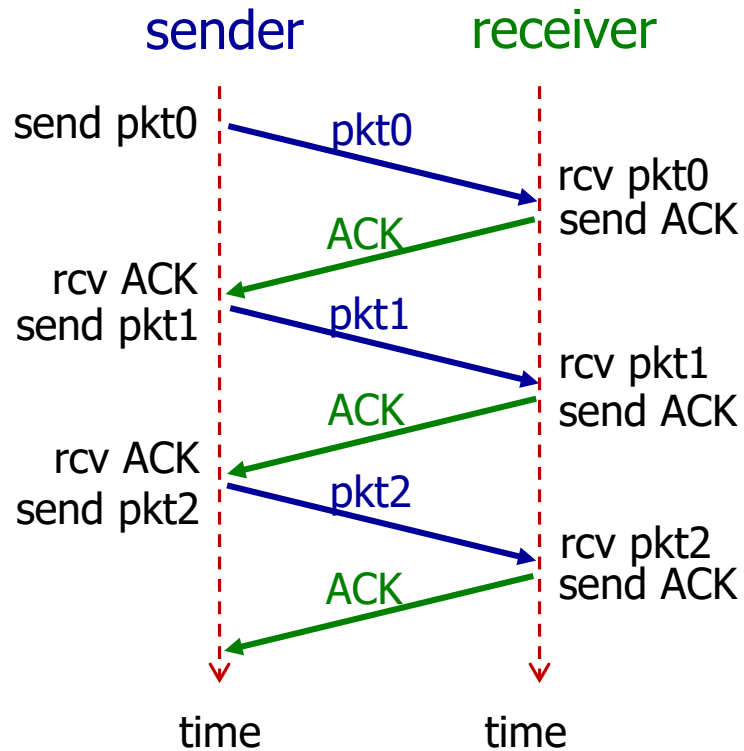 sender
receiver
send pkt0
pkt0
rcv pkt0
send ACK
ACK
rcv ACK
send pkt1
pkt1
rcv pkt1
send ACK
ACK
rcv ACK
send pkt2
pkt2
rcv pkt2
send ACK
ACK
time
time